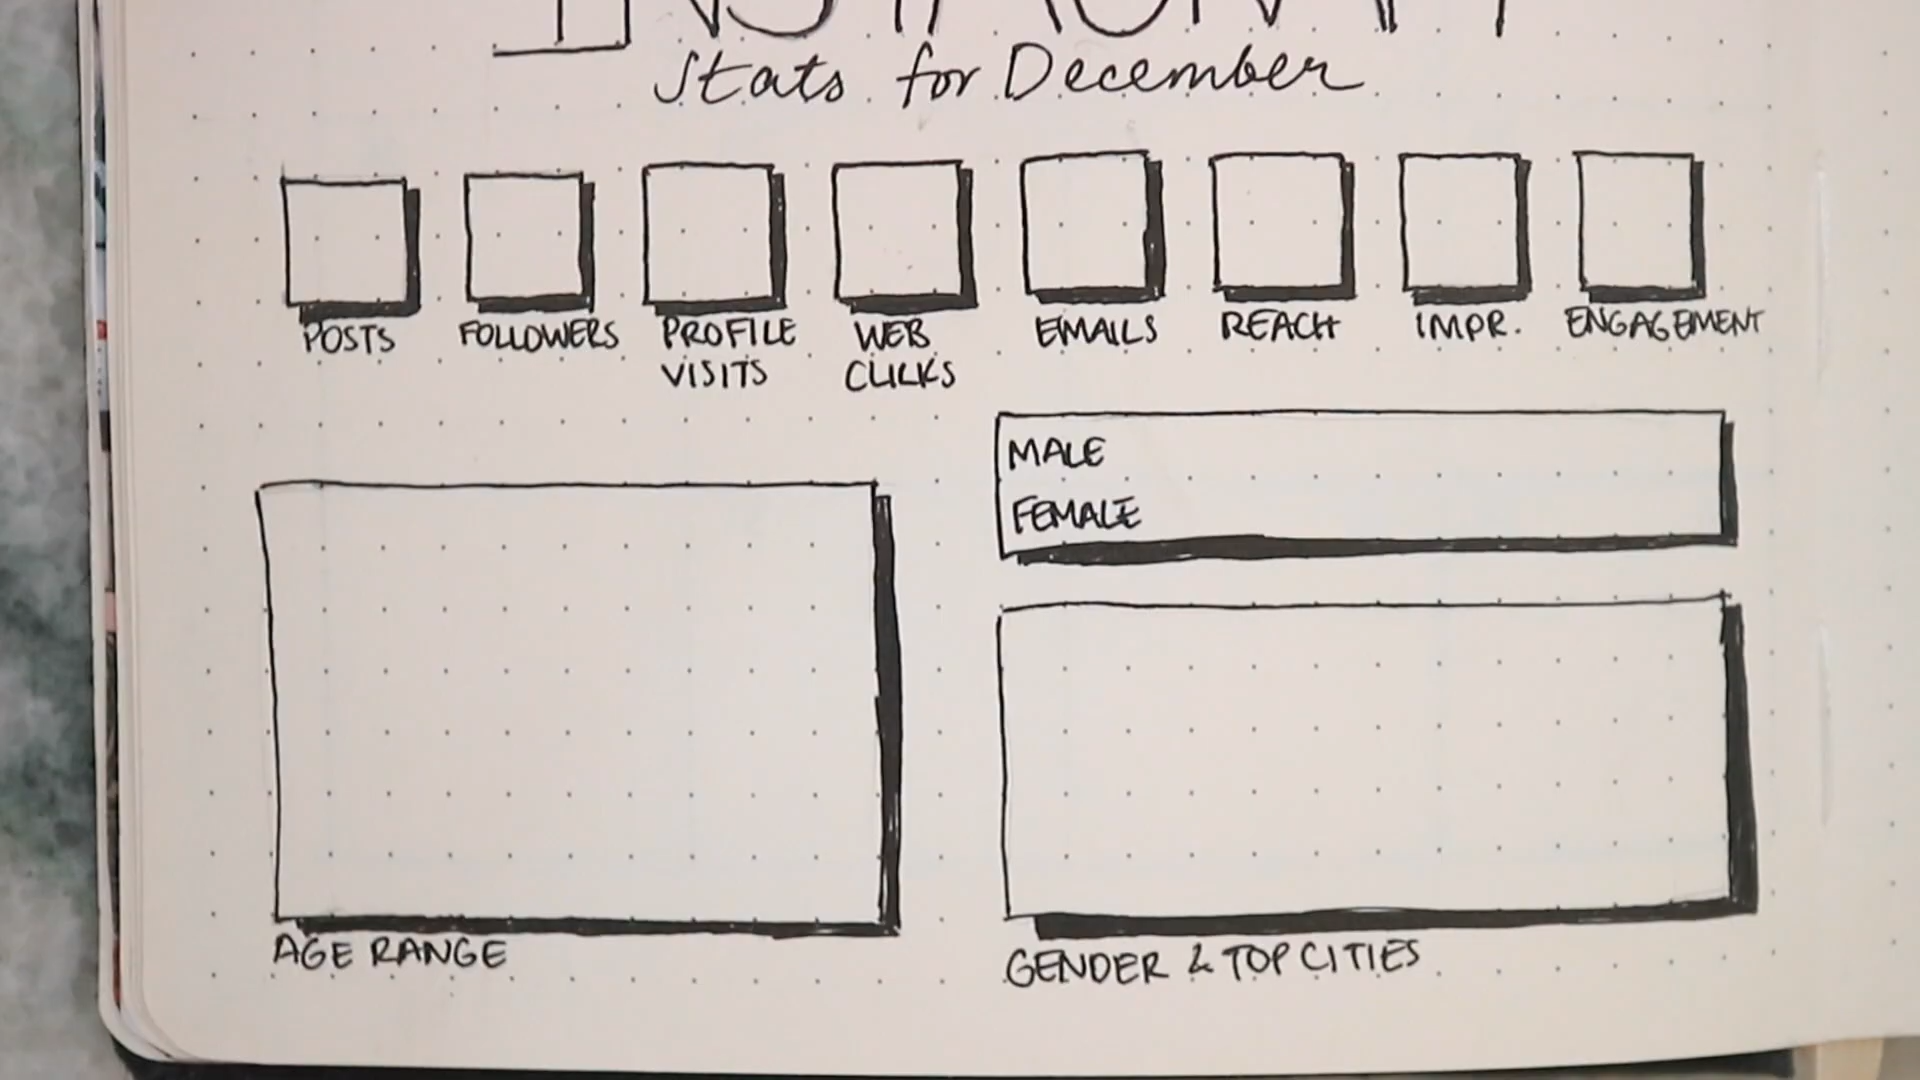 INSTAGRAM
Stats for December
POSTS
FOLLOWERS
PROFILE
VISITS
WEB
CLICKS
EMAILS
REACH
IMPR.
ENGAGEMENT
MALE
FEMALE
AGE RANGE
GENDER & TOP CITIES